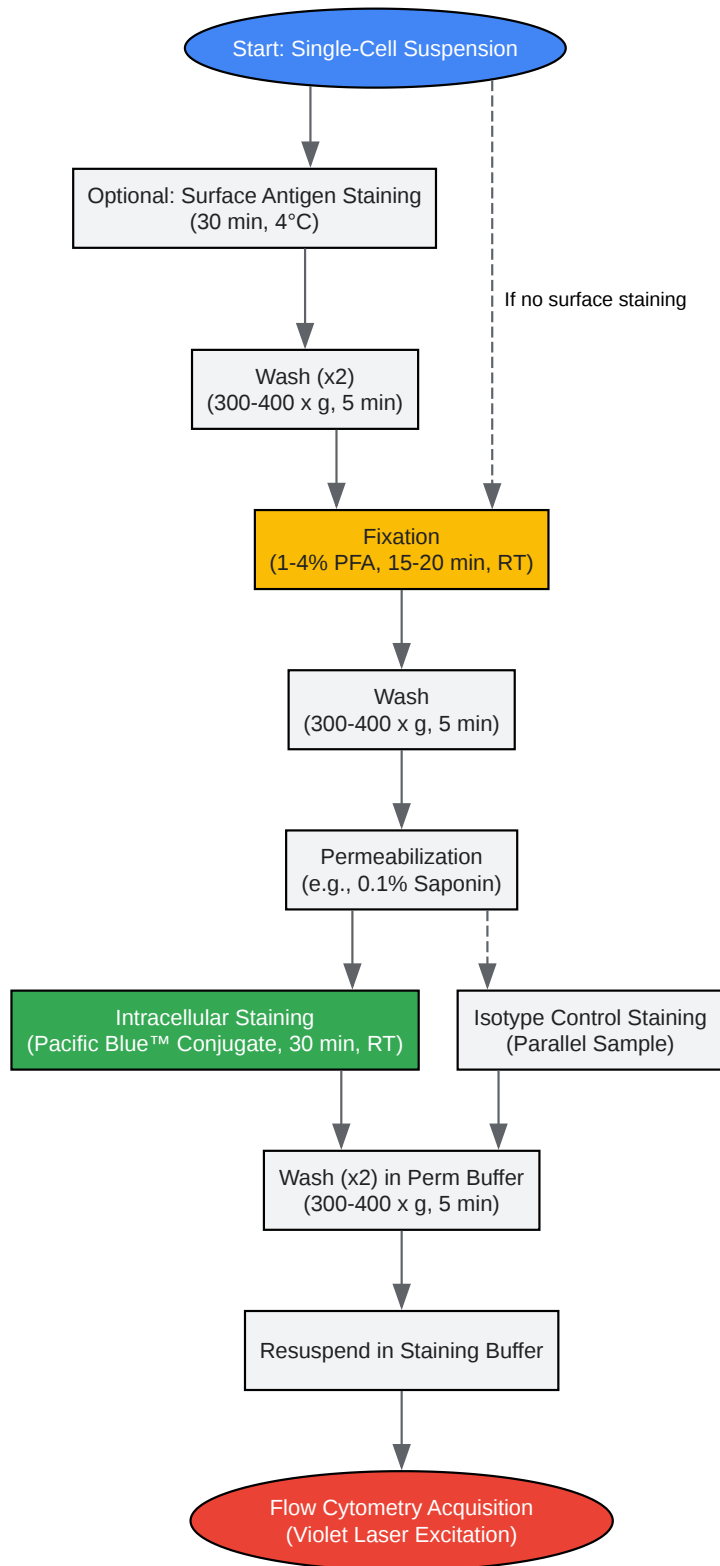 Start: Single-Cell Suspension
Optional: Surface Antigen Staining
(30 min, 4°C)
If no surface staining
Wash (x2)
(300-400 x g, 5 min)
Fixation
(1-4% PFA, 15-20 min, RT)
Wash
(300-400 x g, 5 min)
Permeabilization
(e.g., 0.1% Saponin)
Intracellular Staining
(Pacific Blue™ Conjugate, 30 min, RT)
Isotype Control Staining
(Parallel Sample)
Wash (x2) in Perm Buffer
(300-400 x g, 5 min)
Resuspend in Staining Buffer
Flow Cytometry Acquisition
(Violet Laser Excitation)